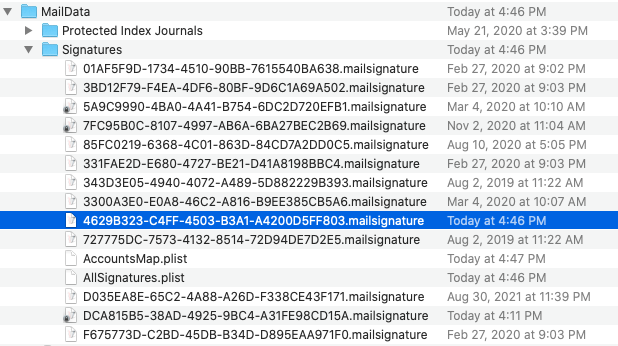 MailData Today at 4:46 PM
Protected Index Journals May 21, 2020 at 3:39 PM
Signatures Today at 4:46 PM
01AF5F9D-1734-4510-90BB-7615540BA638.mailsignature Feb 27, 2020 at 9:02 PM
3BD12F79-F4EA-4DF6-80BF-9D6C1A69A502.mailsignature Feb 27, 2020 at 9:03 PM
5A9C9990-4BA0-4A41-B754-6DC2D720EFB1.mailsignature Mar 4, 2020 at 10:10 AM
7FC95B0C-8107-4997-AB6A-6BA27BEC2B69.mailsignature Nov 2, 2020 at 11:04 AM
85FC0219-6368-4C01-863D-84CD7A2DD0C5.mailsignature Aug 10, 2020 at 5:05 PM
331FAE2D-E680-4727-BE21-D41A8198BBC4.mailsignature Feb 27, 2020 at 9:03 PM
343D3E05-4940-4072-A489-5D882229B393.mailsignature Aug 2, 2019 at 11:22 AM
3300A3E0-E0A8-46C2-A816-B9EE385CB5A6.mailsignature Mar 4, 2020 at 10:07 AM
4629B323-C4FF-4503-B3A1-A4200D5FF803.mailsignature Today at 4:46 PM
727775DC-7573-4132-8514-72D94DE7D2E5.mailsignature Aug 2, 2019 at 11:22 AM
AccountsMap.plist Today at 4:47 PM
AllSignatures.plist Today at 4:46 PM
D035EA8E-65C2-4A88-A26D-F338CE43F171.mailsignature Aug 30, 2021 at 11:39 PM
DCA815B5-38AD-4925-9BC4-A31FE98CD15A.mailsignature Today at 4:11 PM
F675773D-C2BD-45DB-B34D-D895EAA971F0.mailsignature Feb 27, 2020 at 9:03 PM